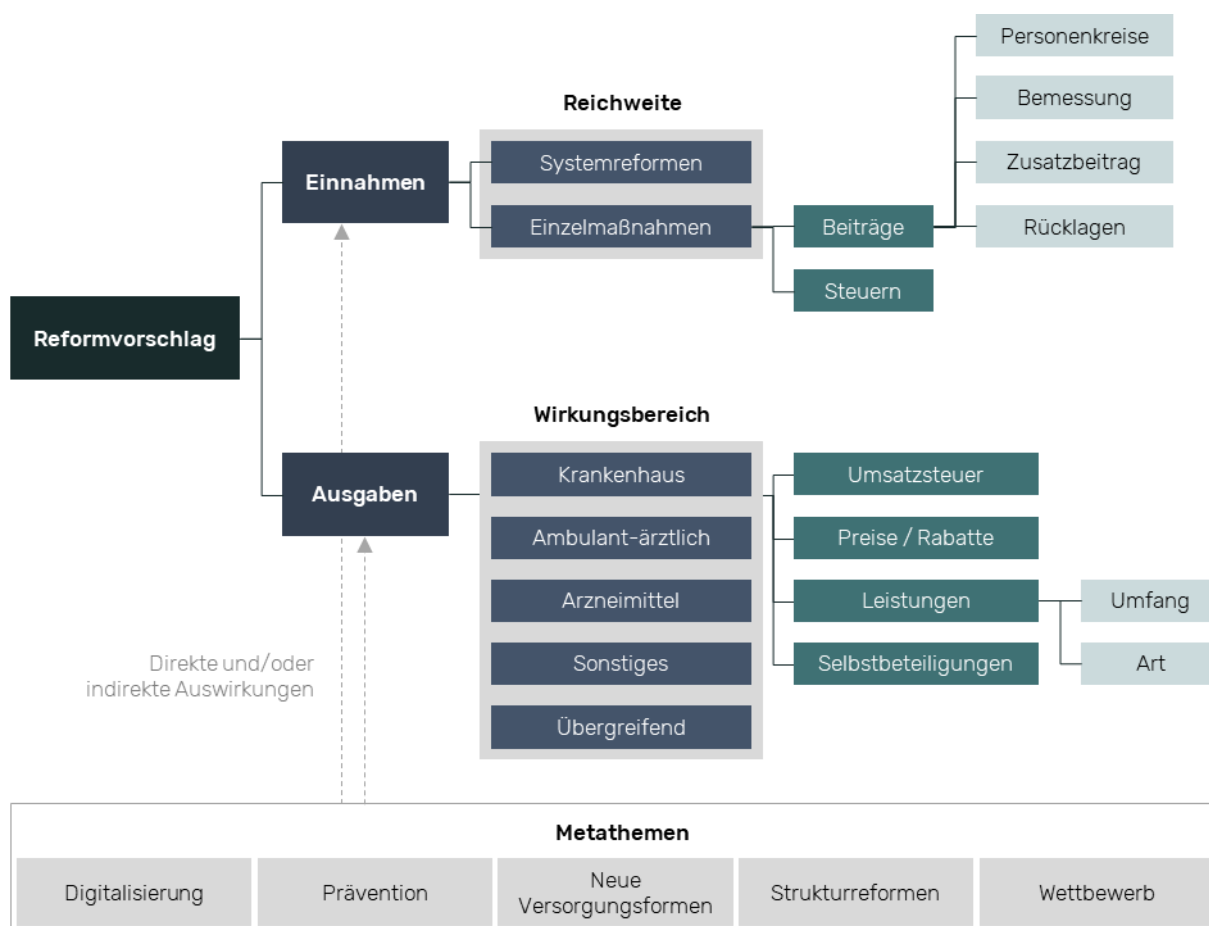 Personenkreise
Reichweite
Bemessung
Einnahmen
Systemreformen
Zusatzbeitrag
Einzelmaßnahmen
Beiträge
Rücklagen
Steuern
Reformvorschlag
Wirkungsbereich
Ausgaben
Krankenhaus
Umsatzsteuer
Ambulant-ärztlich
Preise / Rabatte
Arzneimittel
Leistungen
Umfang
Sonstiges
Selbstbeteiligungen
Art
Direkte und/oder
indirekte Auswirkungen
Übergreifend
Metathemen
Digitalisierung
Prävention
Neue
Versorgungsformen
Strukturreformen
Wettbewerb